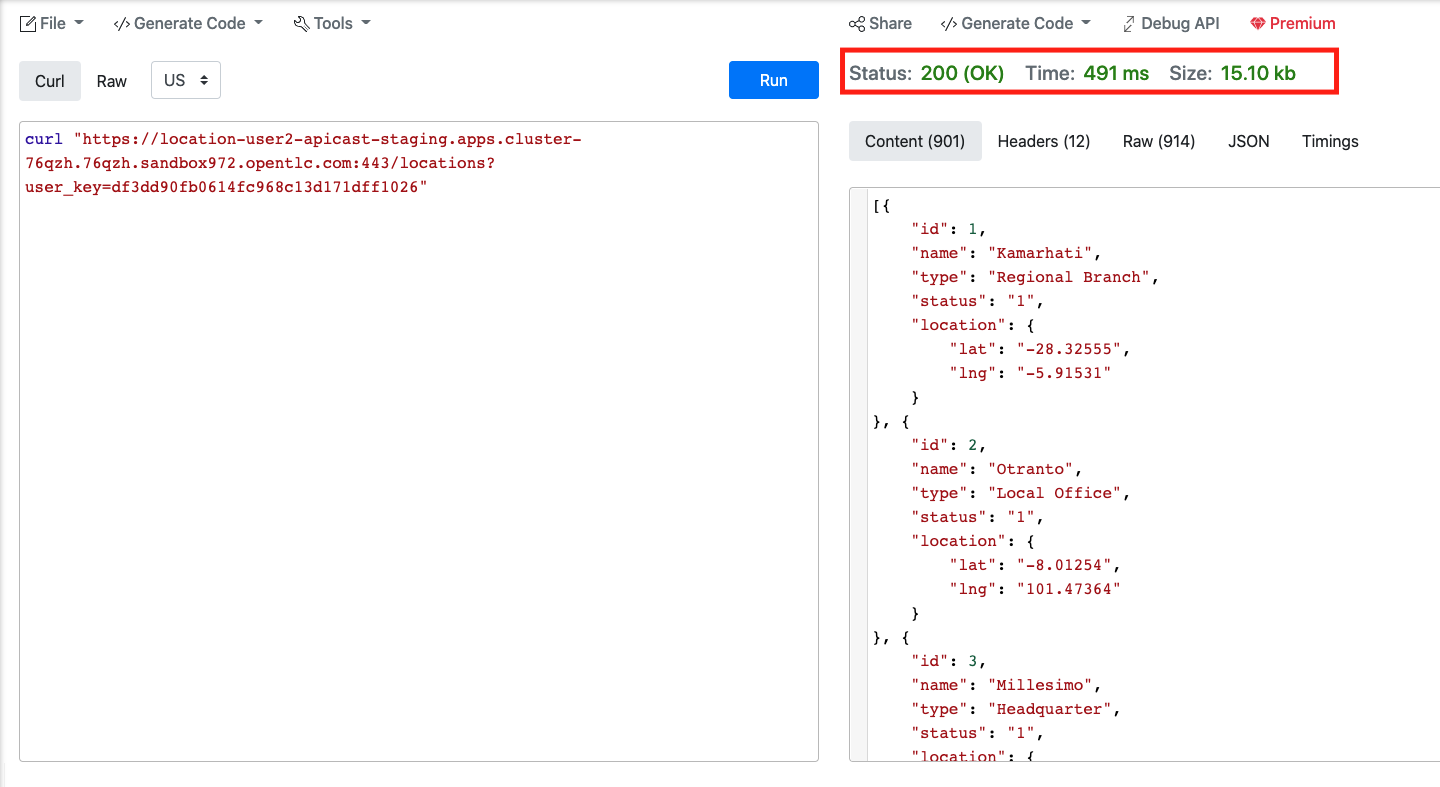 File Generate Code Tools
Share Generate Code Debug API Premium
Curl Raw US Run
Status: 200 (OK) Time: 491 ms Size: 15.10 kb
curl "https://location-user2-apicast-staging.apps.cluster-
76qzh.76qzh.sandbox972.opentlc.com:443/locations?
user_key=df3dd90fb0614fc968c13d171dff1026"
Content (901) Headers (12) Raw (914) JSON Timings
[{
"id": 1,
"name": "Kamarhati",
"type": "Regional Branch",
"status": "1",
"location": {
"lat": "-28.32555",
"lng": "-5.91531"
}
}, {
"id": 2,
"name": "Otranto",
"type": "Local Office",
"status": "1",
"location": {
"lat": "-8.01254",
"lng": "101.47364"
}
}, {
"id": 3,
"name": "Millesimo",
"type": "Headquarter",
"status": "1",
"location": {